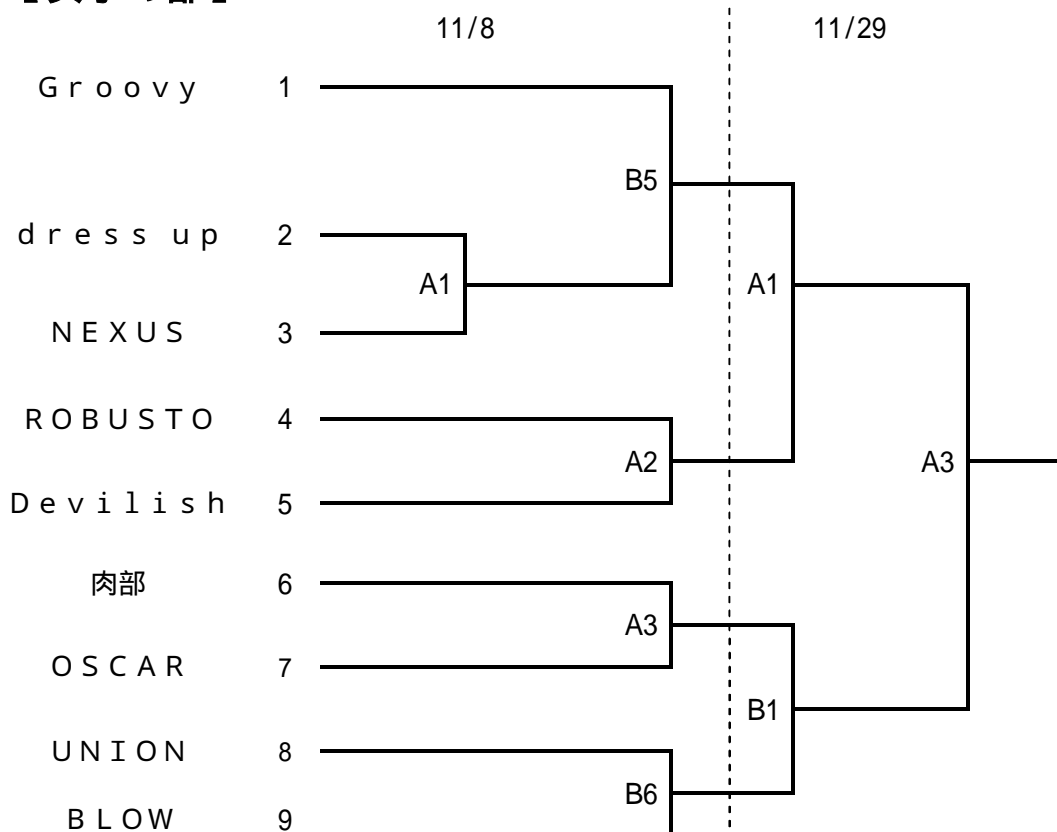 11/8 11/29
Groovy 1
B5
dress up 2
A1 A1
NEXUS 3
ROBUSTO 4
A2 A3
Devilish 5
肉部 6
A3
OSCAR 7
B1
UNION 8
B6
BLOW 9